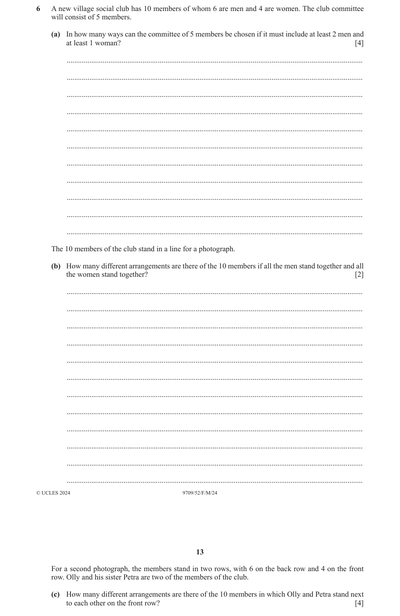 6 A new village social club has 10 members of whom 6 are men and 4 are women. The club committee
will consist of 5 members.
(a) In how many ways can the committee of 5 members be chosen if it must include at least 2 men and
at least 1 woman? [4]
The 10 members of the club stand in a line for a photograph.
(b) How many different arrangements are there of the 10 members if all the men stand together and all
the women stand together? [2]
© UCLES 2024 9709/52/F/M/24
13
For a second photograph, the members stand in two rows, with 6 on the back row and 4 on the front
row. Olly and his sister Petra are two of the members of the club.
(c) How many different arrangements are there of the 10 members in which Olly and Petra stand next
to each other on the front row? [4]